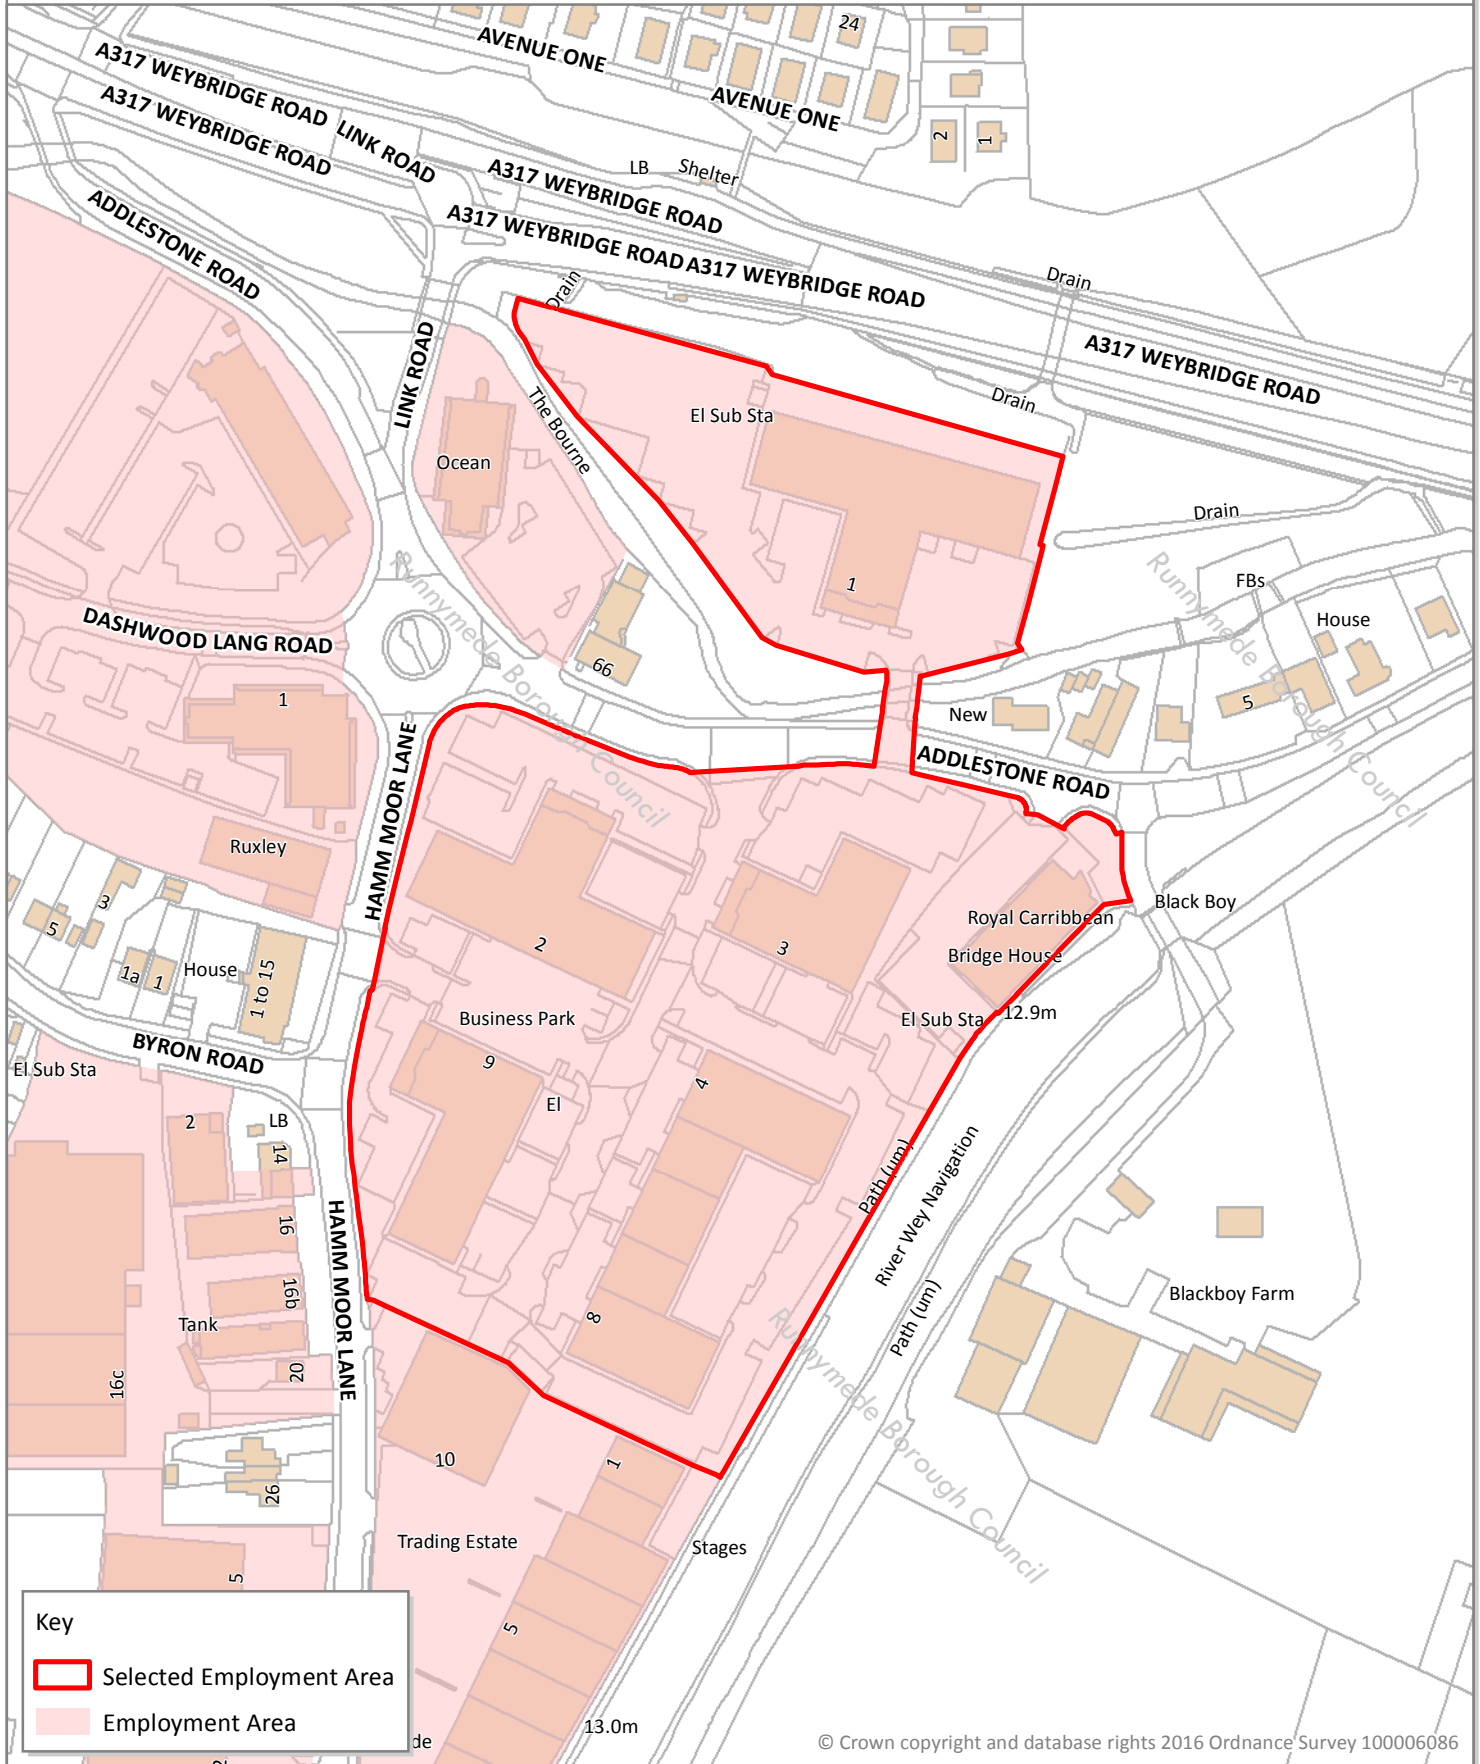 24
AVENUE ONE
AVENUE ONE
A317 WEYBRIDGE ROAD
A317 WEYBRIDGE ROAD
LINK ROAD
2
1
LB
Shelter
A317 WEYBRIDGE ROAD
ADDLESTONE ROAD
A317 WEYBRIDGE ROAD
A317 WEYBRIDGE ROAD
Drain
Drain
A317 WEYBRIDGE ROAD
LINK ROAD
The Bourne
El Sub Sta
Drain
Ocean
Drain
Runnymede Borough Council
Runnymede Borough Council
1
FBs
House
DASHWOOD LANG ROAD
66
1
5
New
HAMM MOOR LANE
ADDLESTONE ROAD
Ruxley
3
5
2
3
Royal Carribbean
Black Boy
Bridge House
1a
1
House
1 to 15
Business Park
El Sub Sta
12.9m
BYRON ROAD
El Sub Sta
9
4
El
2
LB
14
Path (um)
River Wey Navigation
16
HAMM MOOR LANE
16b
Tank
8
Path (um)
Blackboy Farm
Runnymede Borough Council
20
16c
10
1
26
Trading Estate
Stages
5
5
Key
Selected Employment Area
Employment Area
de
13.0m
© Crown copyright and database rights 2016 Ordnance Survey 100006086